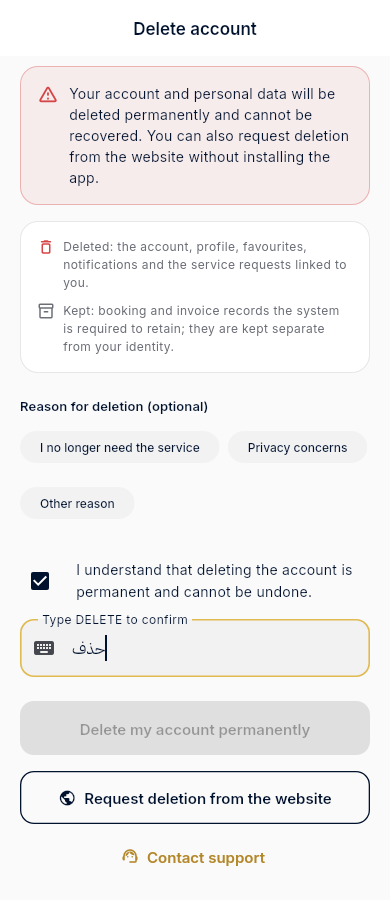 Delete account
Your account and personal data will be
deleted permanently and cannot be
recovered. You can also request deletion
from the website without installing the
app.
Deleted: the account, profile, favourites,
notifications and the service requests linked to
you.
Kept: booking and invoice records the system
is required to retain; they are kept separate
from your identity.
Reason for deletion (optional)
I no longer need the service
Privacy concerns
Other reason
I understand that deleting the account is
permanent and cannot be undone.
Type DELETE to confirm
حذف
Delete my account permanently
Request deletion from the website
Contact support